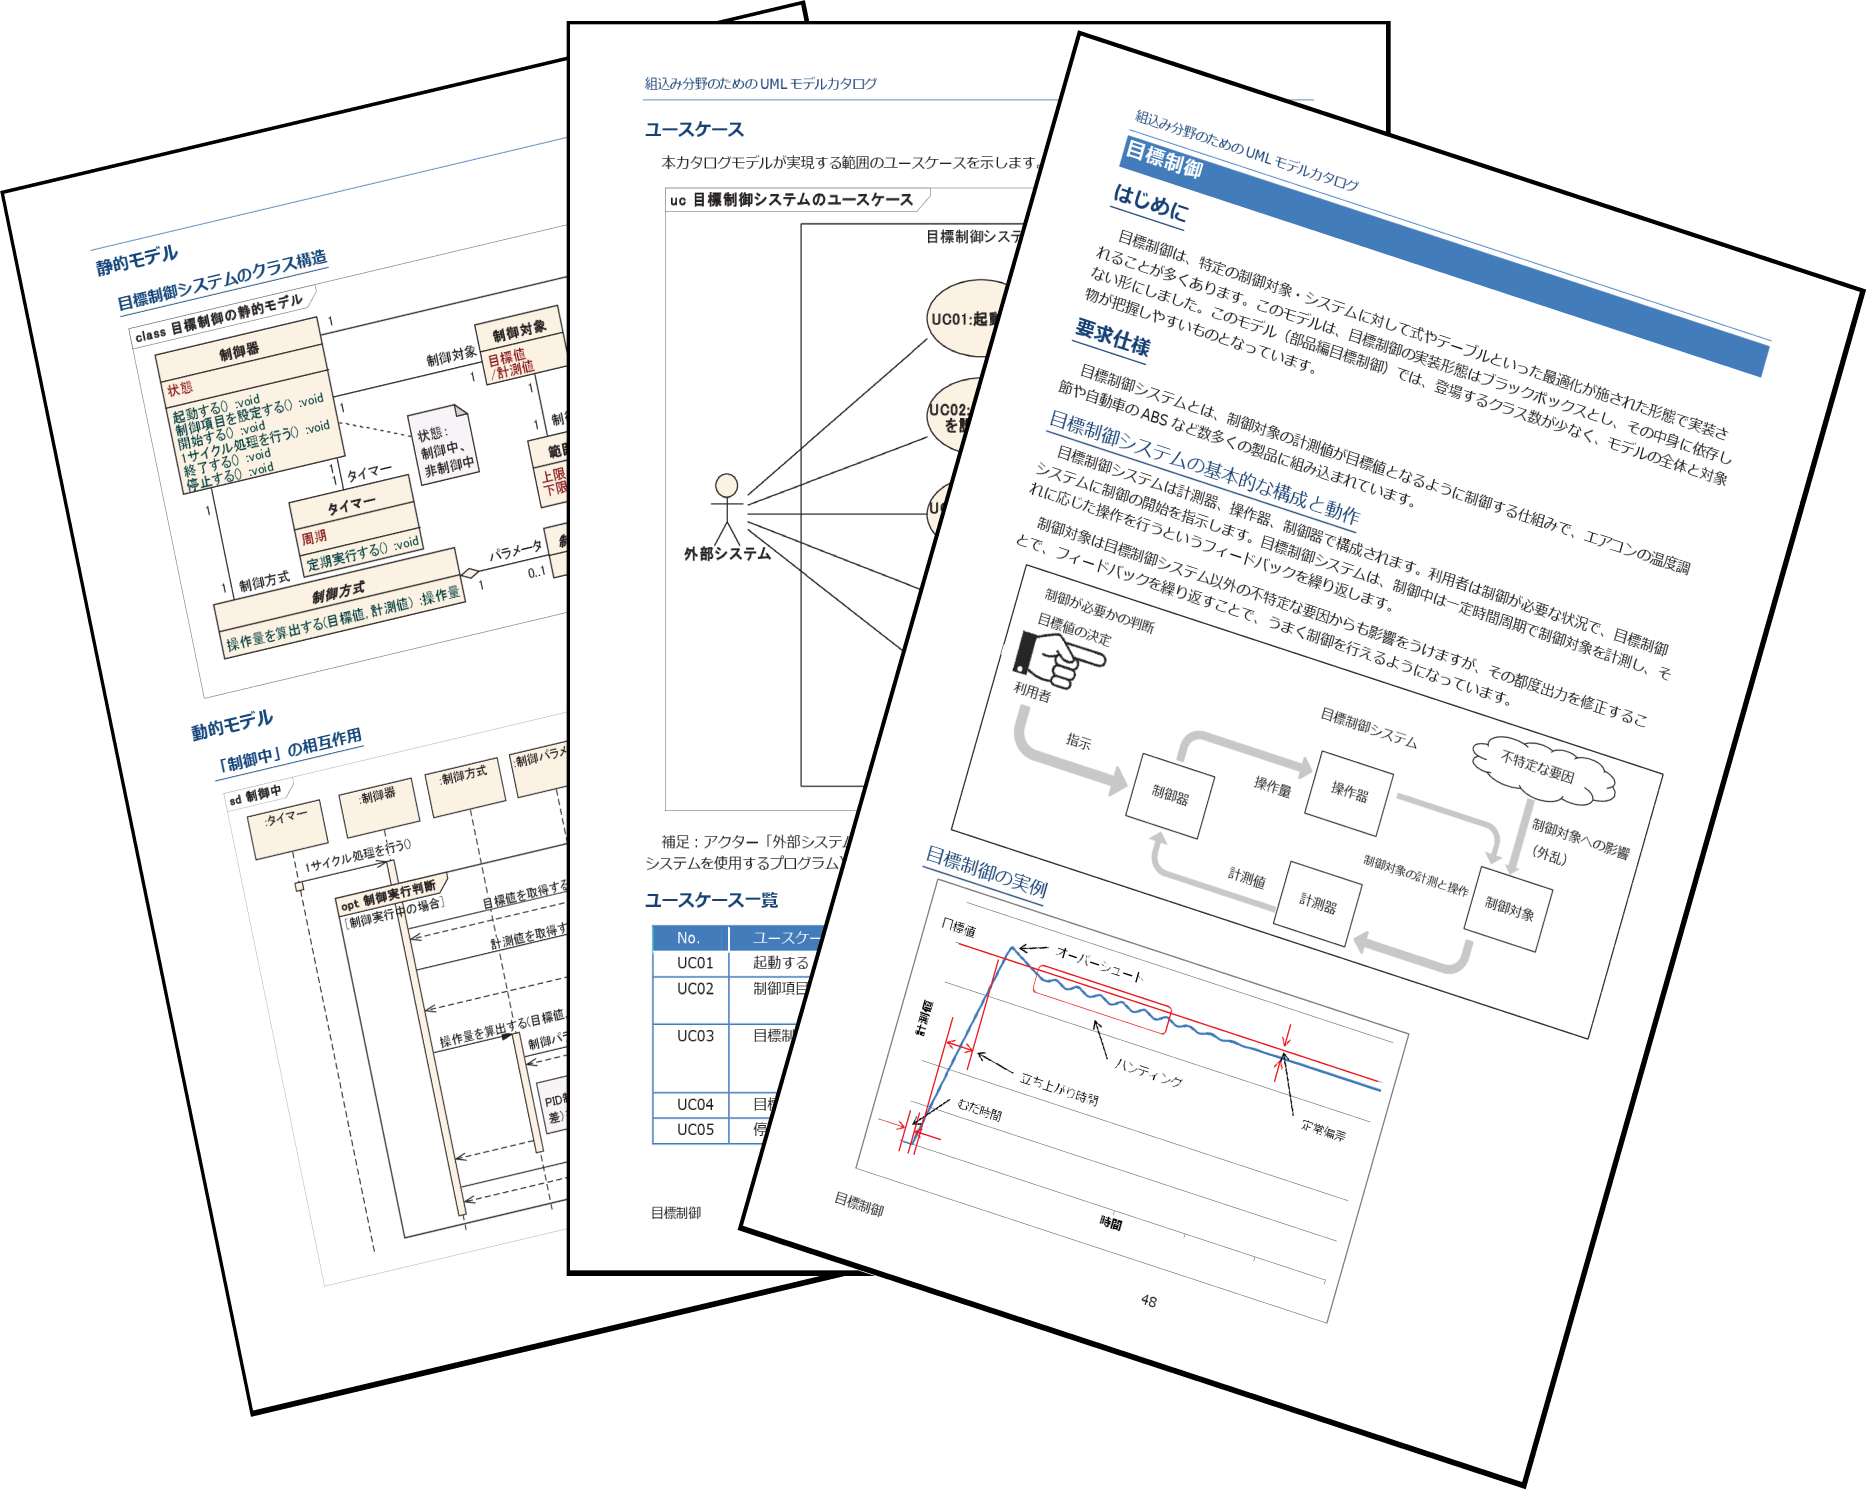 静的モデル
目標制御システムのクラス構造
class 目標制御の静的モデル
制御器
状態
起動する() :void
制御項目を設定する() :void
開始する() :void
1サイクル処理を行う() :void
終了する() :void
停止する() :void
1
制御対象
1
制御対象
目標値
/計測値
1
1
状態:
制御中、
非制御中
1
1
タイマー
タイマー
周期
定期実行する() :void
1
上限
下限
1
1
制御方式
制御方式
操作量を算出する(目標値, 計測値) :操作量
パラメータ
1
0..1
動的モデル
「制御中」の相互作用
sd 制御中
:タイマー
:制御器
:制御方式
:制御パラメ
1サイクル処理を行う()
opt 制御実行判断
[制御実行中の場合]
目標値を取得する
計測値を取得す
操作量を算出する(目標値,
制御パ
PID
差)
組込み分野のための UML モデルカタログ
ユースケース
本カタログモデルが実現する範囲のユースケースを示します。
uc 目標制御システムのユースケース
目標制御システ
UC01:起動
UC02:
を
外部システム
補足：アクター「外部システム
システムを使用するプログラム
ユースケース一覧
No.
ユースケー
UC01
起動する
UC02
制御項目
UC03
目標制
UC04
目標
UC05
停
目標制御
組込み分野のための UML モデルカタログ
目標制御
はじめに
目標制御は、特定の制御対象・システムに対して式やテーブルといった最適化が施された形態で実装さ
れることが多くあります。このモデルは、目標制御の実装形態はブラックボックスとし、その中身に依存し
ない形にしました。このモデル（部品編目標制御）では、登場するクラス数が少なく、モデルの全体と対象
物が把握しやすいものとなっています。
要求仕様
目標制御システムとは、制御対象の計測値が目標値となるように制御する仕組みで、エアコンの温度調
節や自動車の ABS など数多くの製品に組み込まれています。
目標制御システムの基本的な構成と動作
目標制御システムは計測器、操作器、制御器で構成されます。利用者は制御が必要な状況で、目標制御
システムに制御の開始を指示します。目標制御システムは、制御中は一定時間周期で制御対象を計測し、そ
れに応じた操作を行うというフィードバックを繰り返します。
制御対象は目標制御システム以外の不特定な要因からも影響をうけますが、その都度出力を修正するこ
とで、フィードバックを繰り返すことで、うまく制御を行えるようになっています。
制御が必要かの判断
目標値の決定
利用者
指示
目標制御システム
制御器
操作量
操作器
不特定な要因
制御対象への影響
（外乱）
制御対象の計測と操作
計測値
計測器
制御対象
目標制御の実例
目標値
オーバーシュート
計測値
ハンティング
立ち上がり時間
むだ時間
定常偏差
時間
目標制御
48